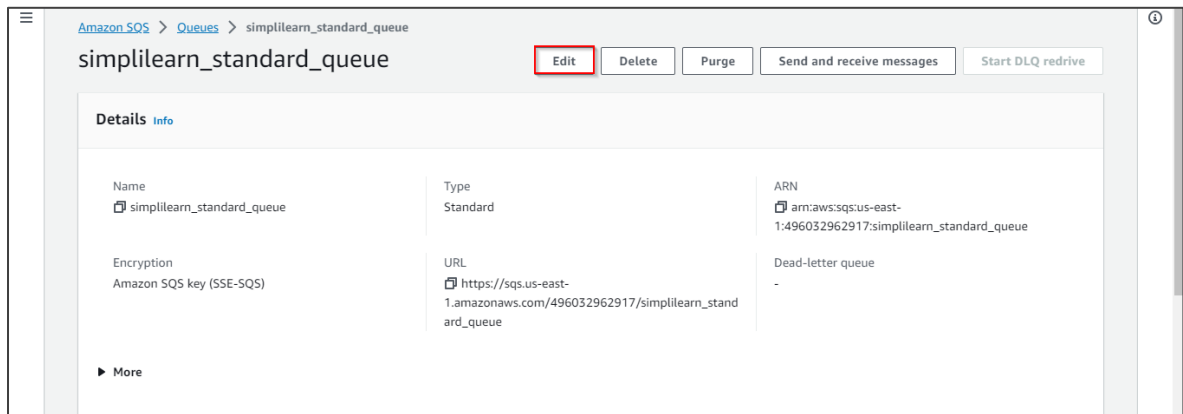 Amazon SQS > Queues > simplilearn_standard_queue
simplilearn_standard_queue
Edit Delete Purge Send and receive messages Start DLQ redrive
Details Info
Name Type ARN
simplilearn_standard_queue Standard arn:aws:sqs:us-east-
1:496032962917:simplilearn_standard_queue
Encryption URL Dead-letter queue
Amazon SQS key (SSE-SQS) https://sqs.us-east- -
1.amazonaws.com/496032962917/simplilearn_stand
ard_queue
More